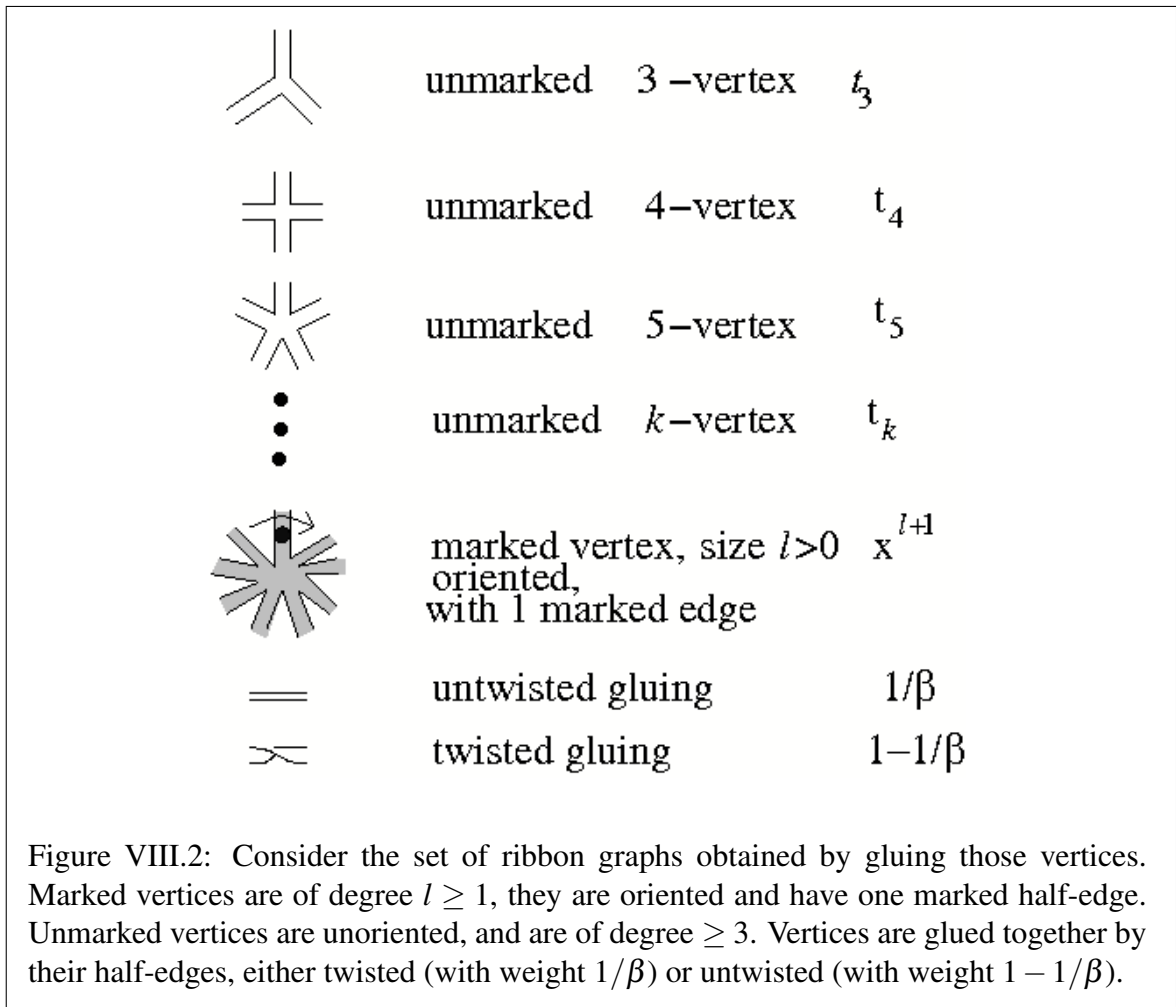 unmarked 3−vertex t₃
unmarked 4−vertex t₄
unmarked 5−vertex t₅
unmarked k−vertex tₖ
marked vertex, size l>0 xˡ⁺¹
oriented,
with 1 marked edge
untwisted gluing 1/β
twisted gluing 1−1/β
Figure VIII.2: Consider the set of ribbon graphs obtained by gluing those vertices.
Marked vertices are of degree l ≥ 1, they are oriented and have one marked half-edge.
Unmarked vertices are unoriented, and are of degree ≥ 3. Vertices are glued together by
their half-edges, either twisted (with weight 1/β) or untwisted (with weight 1 − 1/β).